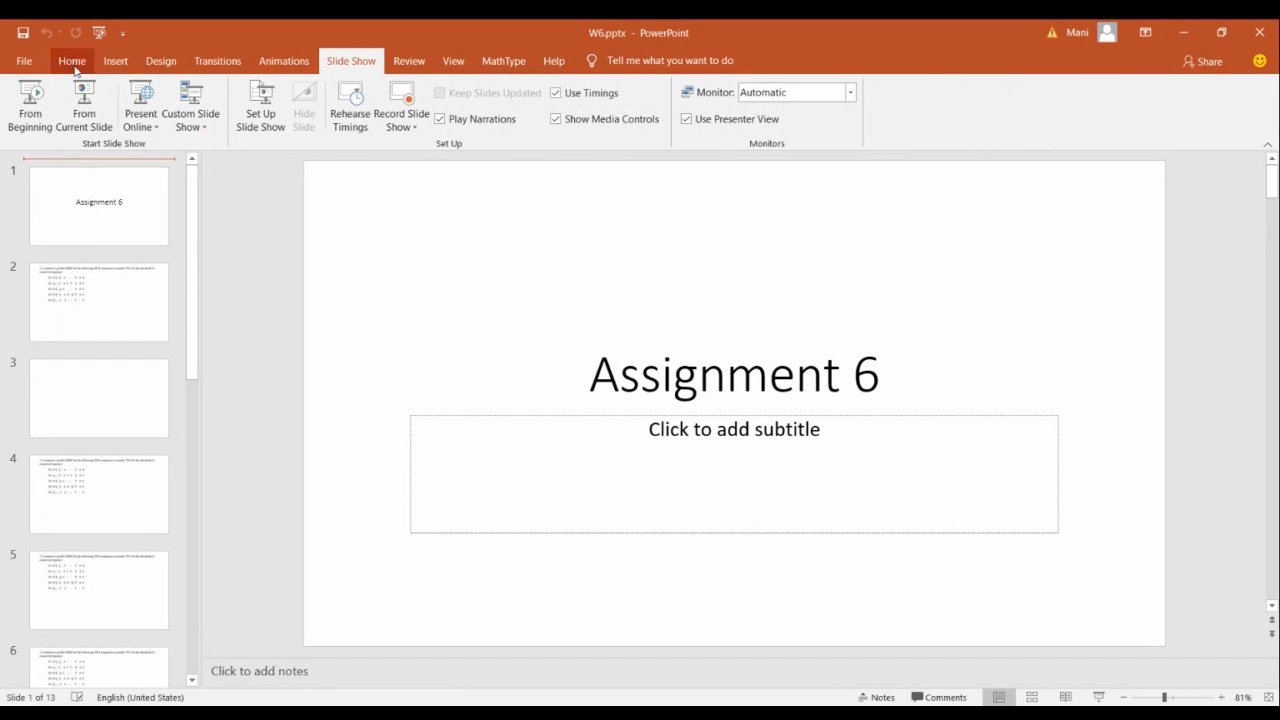 W6.pptx - PowerPoint
Mani
File Home Insert Design Transitions Animations Slide Show Review View MathType Help Tell me what you want to do Share
From Beginning
From Current Slide
Present Online
Custom Slide Show
Set Up Slide Show
Hide Slide
Rehearse Timings
Record Slide Show
Keep Slides Updated
Play Narrations
Use Timings
Show Media Controls
Monitor: Automatic
Use Presenter View
Start Slide Show
Set Up
Monitors
1
Assignment 6
2
3
4
5
6
Assignment 6
Click to add subtitle
Click to add notes
Slide 1 of 13 English (United States) Notes Comments 81%